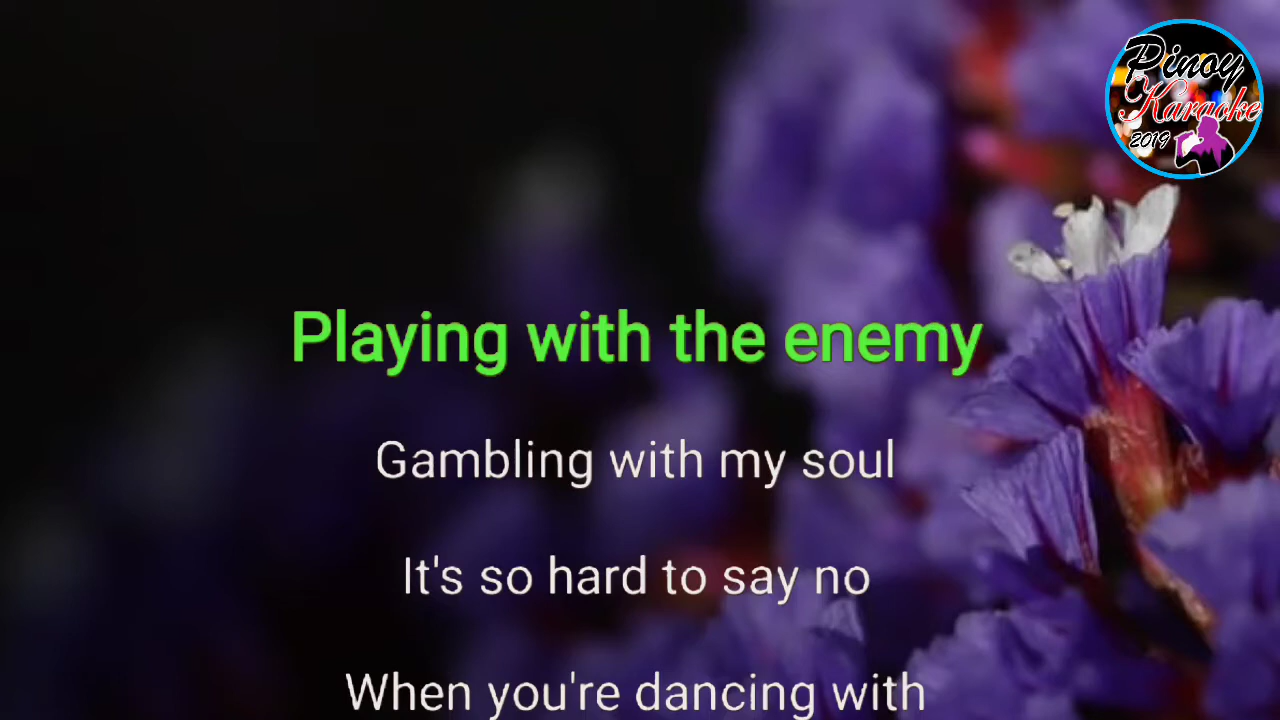 Pinoy
Karaoke
2019
Playing with the enemy
Gambling with my soul
It's so hard to say no
When you're dancing with